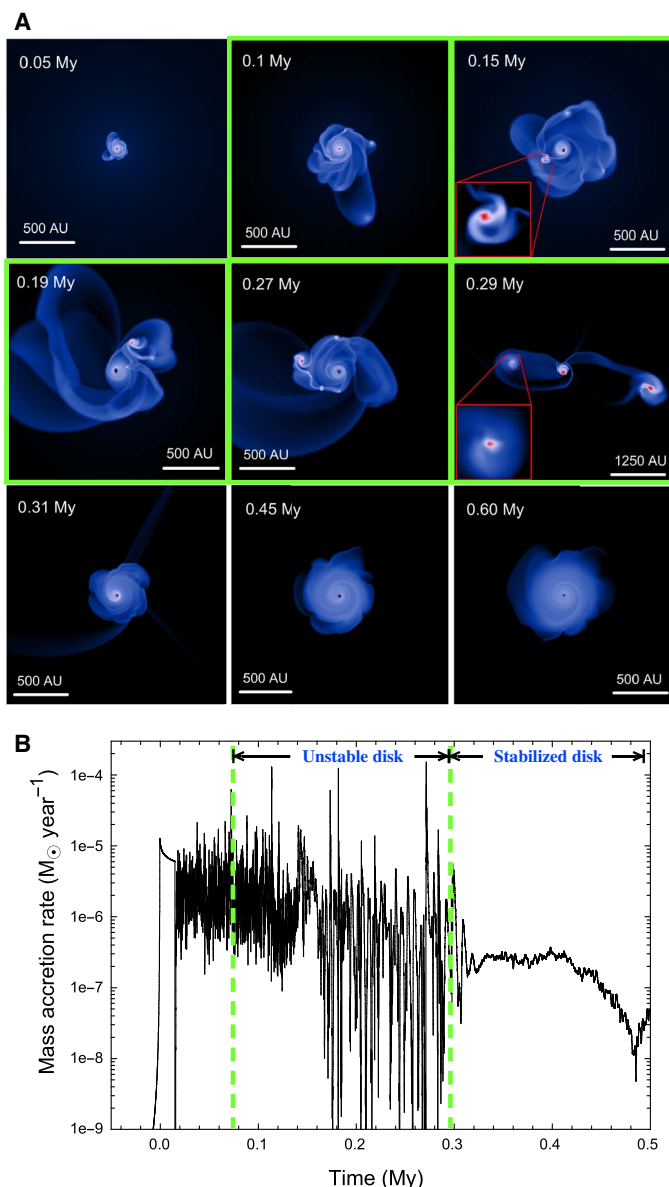 A
0.05 My
500 AU
0.1 My
500 AU
0.15 My
500 AU
0.19 My
500 AU
0.27 My
500 AU
0.29 My
1250 AU
0.31 My
500 AU
0.45 My
500 AU
0.60 My
500 AU
B
Unstable disk
Stabilized disk
Mass accretion rate (M☉ year⁻¹)
1e−4
1e−5
1e−6
1e−7
1e−8
1e−9
0.0 0.1 0.2 0.3 0.4 0.5
Time (My)